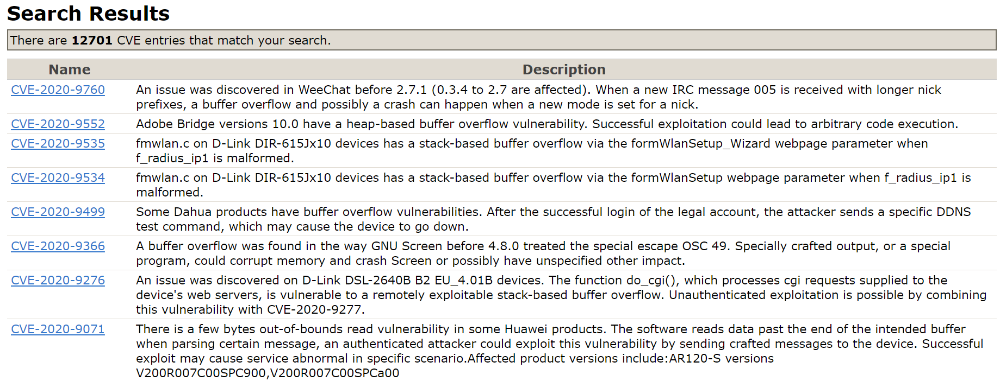 Search Results
There are 12701 CVE entries that match your search.
Name Description
CVE-2020-9760 An issue was discovered in WeeChat before 2.7.1 (0.3.4 to 2.7 are affected). When a new IRC message 005 is received with longer nick
prefixes, a buffer overflow and possibly a crash can happen when a new mode is set for a nick.
CVE-2020-9552 Adobe Bridge versions 10.0 have a heap-based buffer overflow vulnerability. Successful exploitation could lead to arbitrary code execution.
CVE-2020-9535 fmwlan.c on D-Link DIR-615Jx10 devices has a stack-based buffer overflow via the formWlanSetup_Wizard webpage parameter when
f_radius_ip1 is malformed.
CVE-2020-9534 fmwlan.c on D-Link DIR-615Jx10 devices has a stack-based buffer overflow via the formWlanSetup webpage parameter when f_radius_ip1 is
malformed.
CVE-2020-9499 Some Dahua products have buffer overflow vulnerabilities. After the successful login of the legal account, the attacker sends a specific DDNS
test command, which may cause the device to go down.
CVE-2020-9366 A buffer overflow was found in the way GNU Screen before 4.8.0 treated the special escape OSC 49. Specially crafted output, or a special
program, could corrupt memory and crash Screen or possibly have unspecified other impact.
CVE-2020-9276 An issue was discovered on D-Link DSL-2640B B2 EU_4.01B devices. The function do_cgi(), which processes cgi requests supplied to the
device's web servers, is vulnerable to a remotely exploitable stack-based buffer overflow. Unauthenticated exploitation is possible by combining
this vulnerability with CVE-2020-9277.
CVE-2020-9071 There is a few bytes out-of-bounds read vulnerability in some Huawei products. The software reads data past the end of the intended buffer
when parsing certain message, an authenticated attacker could exploit this vulnerability by sending crafted messages to the device. Successful
exploit may cause service abnormal in specific scenario.Affected product versions include:AR120-S versions
V200R007C00SPC900,V200R007C00SPCa00